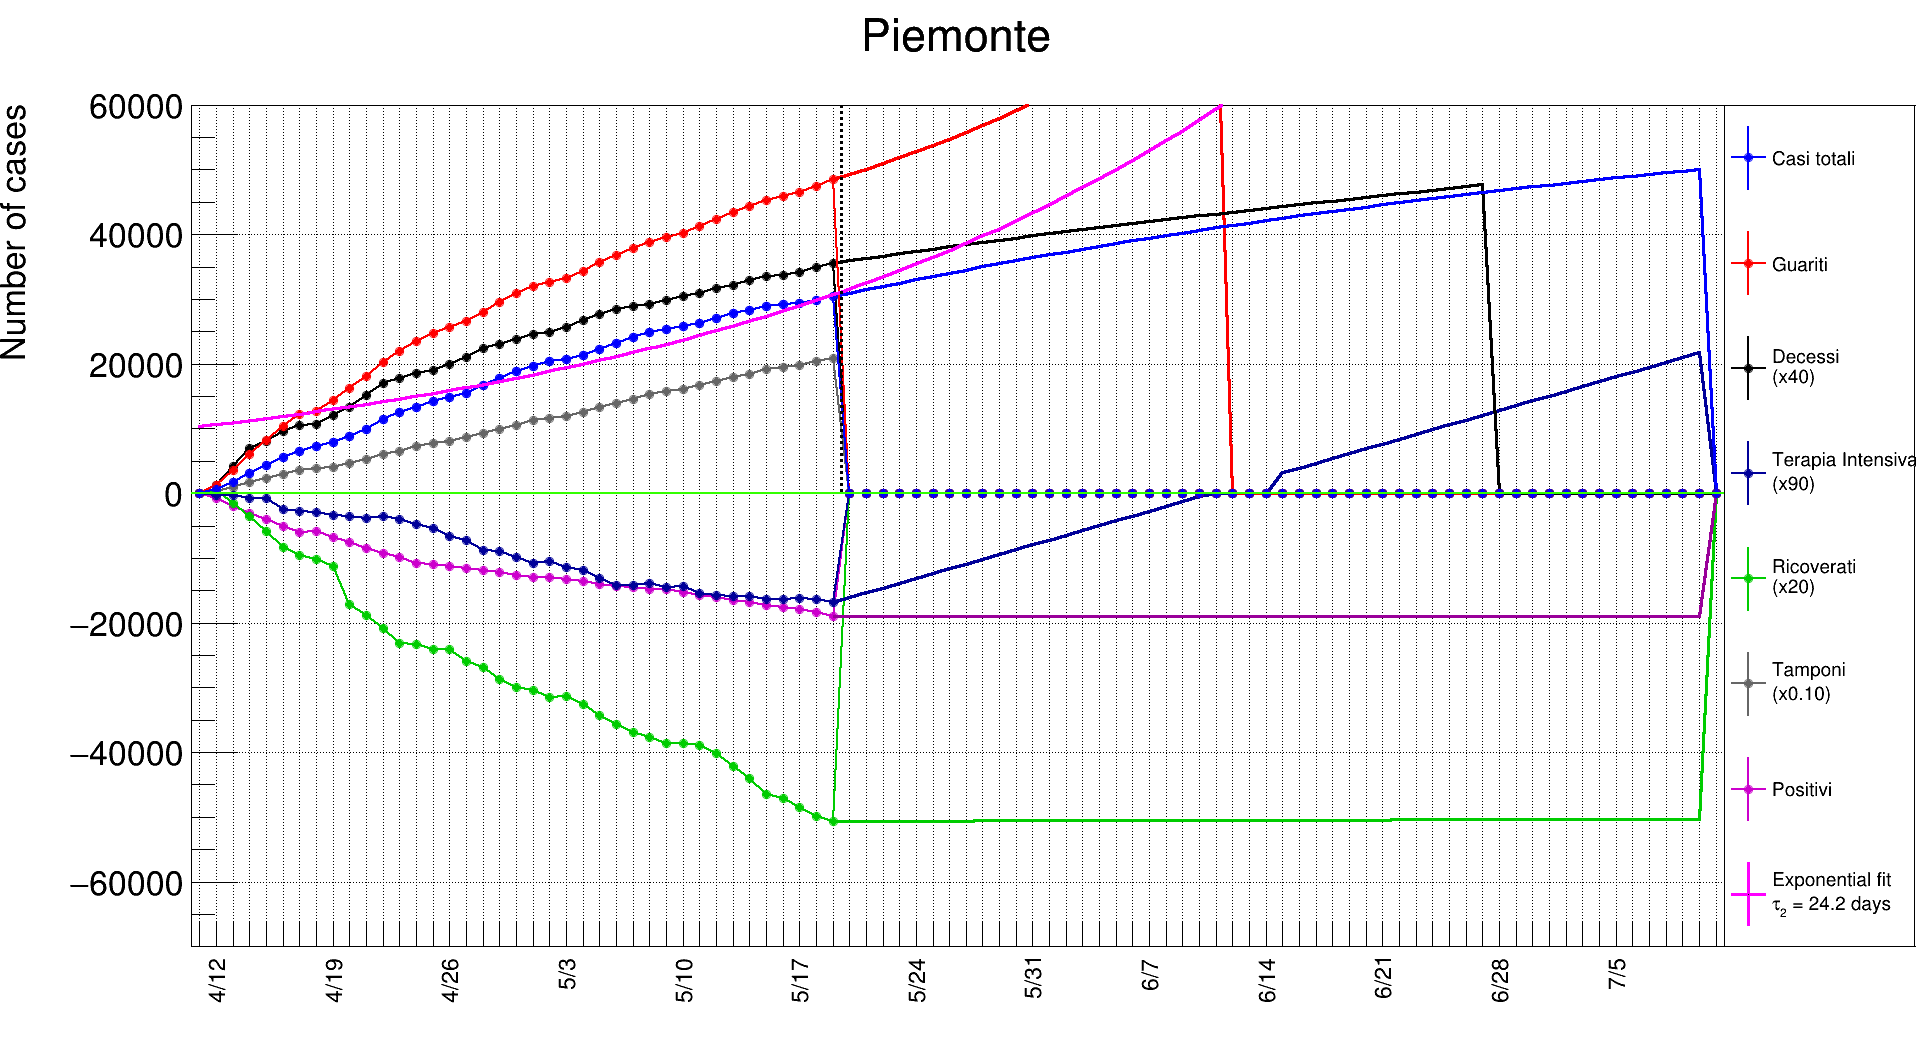 Piemonte
Number of cases
60000
40000
20000
0
−20000
−40000
−60000
4/12
4/19
4/26
5/3
5/10
5/17
5/24
5/31
6/7
6/14
6/21
6/28
7/5
Casi totali
Guariti
Decessi
(x40)
Terapia Intensiva
(x90)
Ricoverati
(x20)
Tamponi
(x0.10)
Positivi
Exponential fit
τ2 = 24.2 days